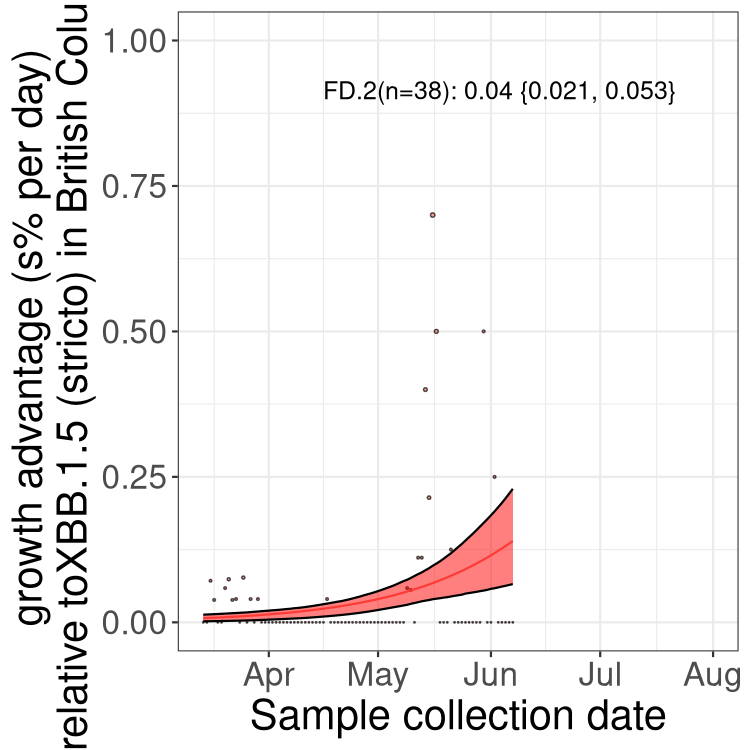 growth advantage (s% per day)
relative toXBB.1.5 (stricto) in British Colu
1.00
0.75
0.50
0.25
0.00
FD.2(n=38): 0.04 {0.021, 0.053}
Apr May Jun Jul Aug
Sample collection date